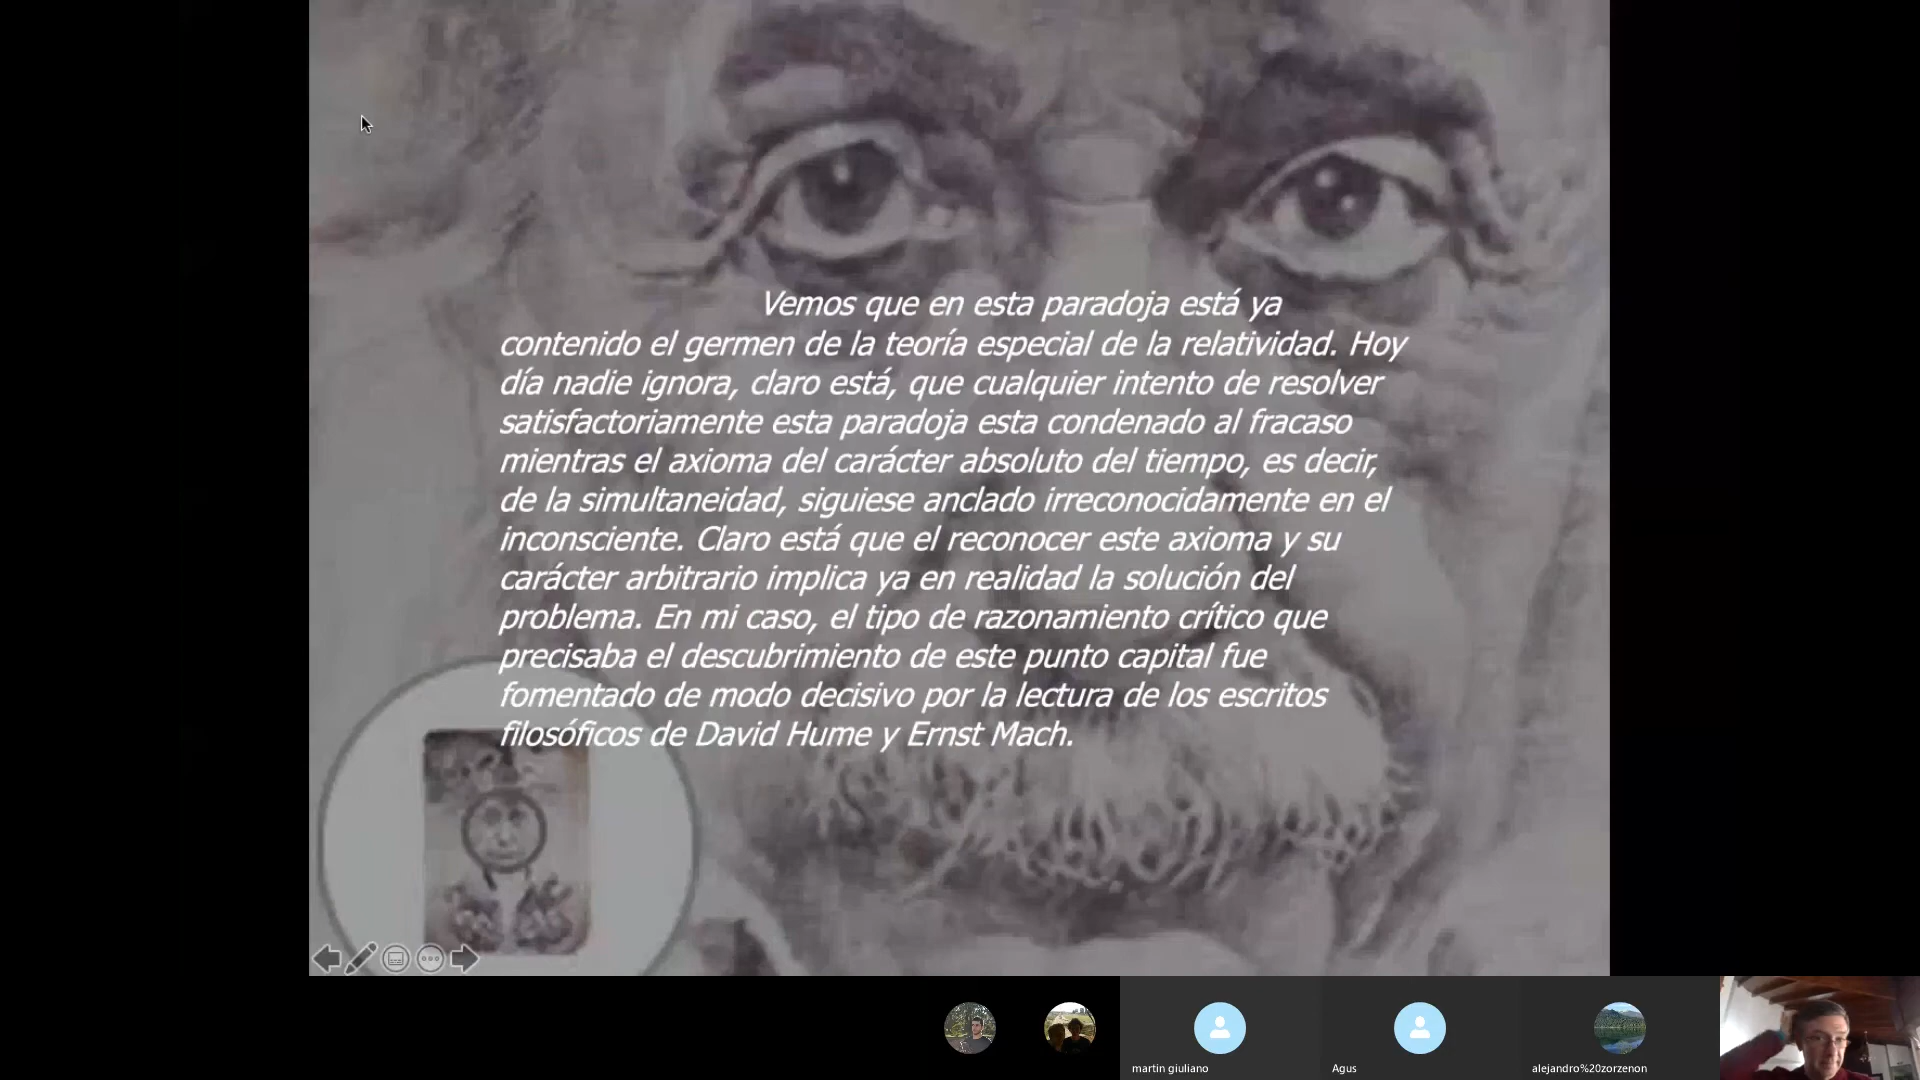 Vemos que en esta paradoja está ya
contenido el germen de la teoría especial de la relatividad. Hoy
día nadie ignora, claro está, que cualquier intento de resolver
satisfactoriamente esta paradoja esta condenado al fracaso
mientras el axioma del carácter absoluto del tiempo, es decir,
de la simultaneidad, siguiese anclado irreconocidamente en el
inconsciente. Claro está que el reconocer este axioma y su
carácter arbitrario implica ya en realidad la solución del
problema. En mi caso, el tipo de razonamiento crítico que
precisaba el descubrimiento de este punto capital fue
fomentado de modo decisivo por la lectura de los escritos
filosóficos de David Hume y Ernst Mach.
martin giuliano
Agus
alejandro%20zorzenon